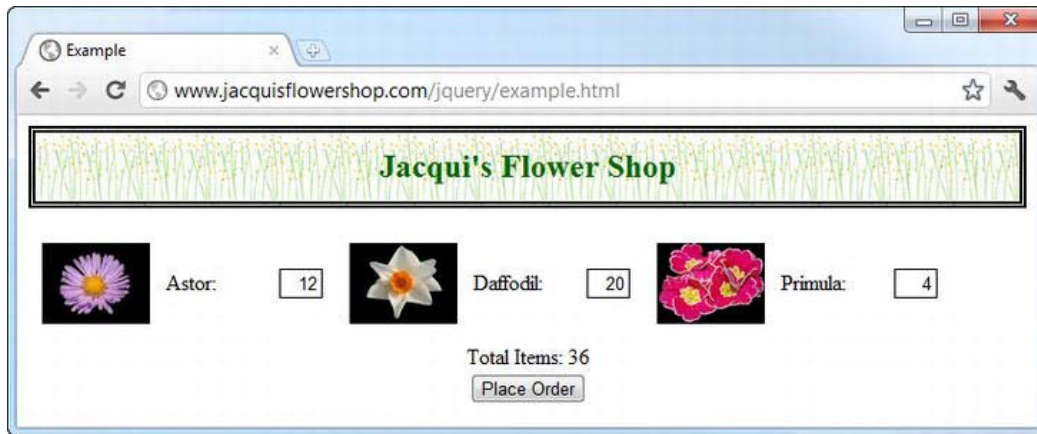 Example
www.jacquisflowershop.com/jquery/example.html
Jacqui's Flower Shop
Astor: 12 Daffodil: 20 Primula: 4
Total Items: 36
Place Order